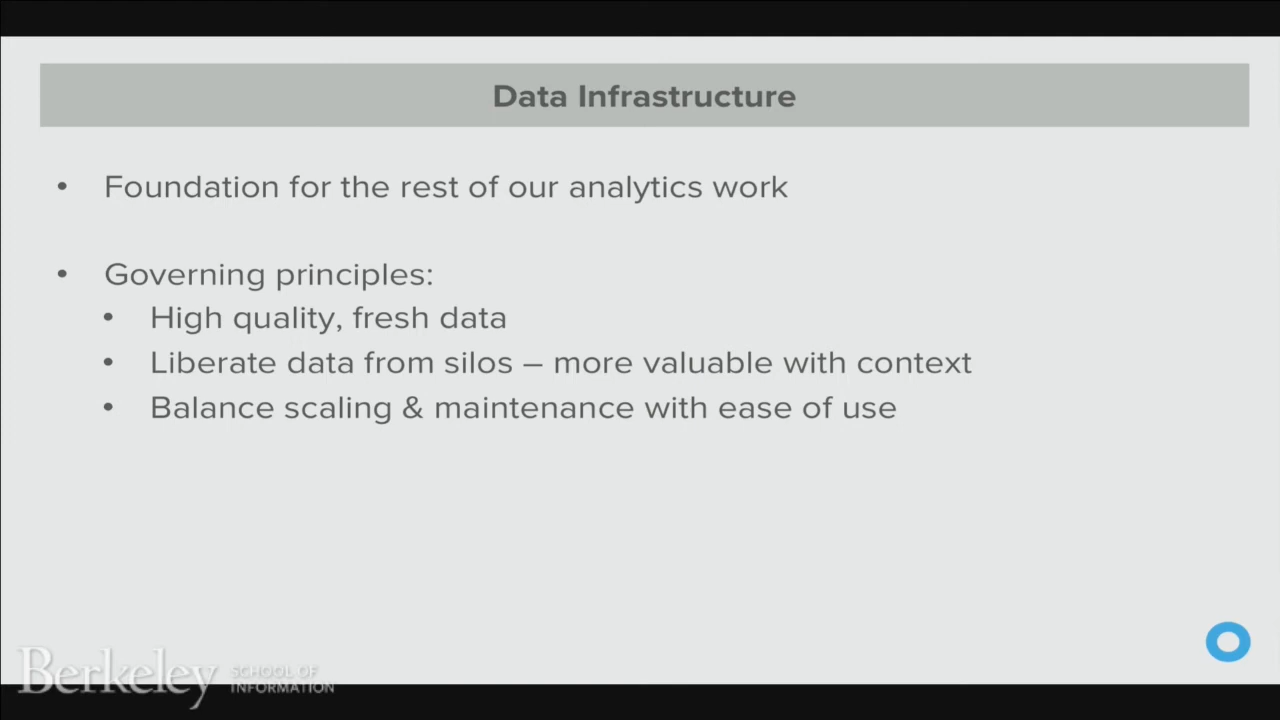 Data Infrastructure
• Foundation for the rest of our analytics work
• Governing principles:
• High quality, fresh data
• Liberate data from silos – more valuable with context
• Balance scaling & maintenance with ease of use
Berkeley SCHOOL OF
INFORMATION